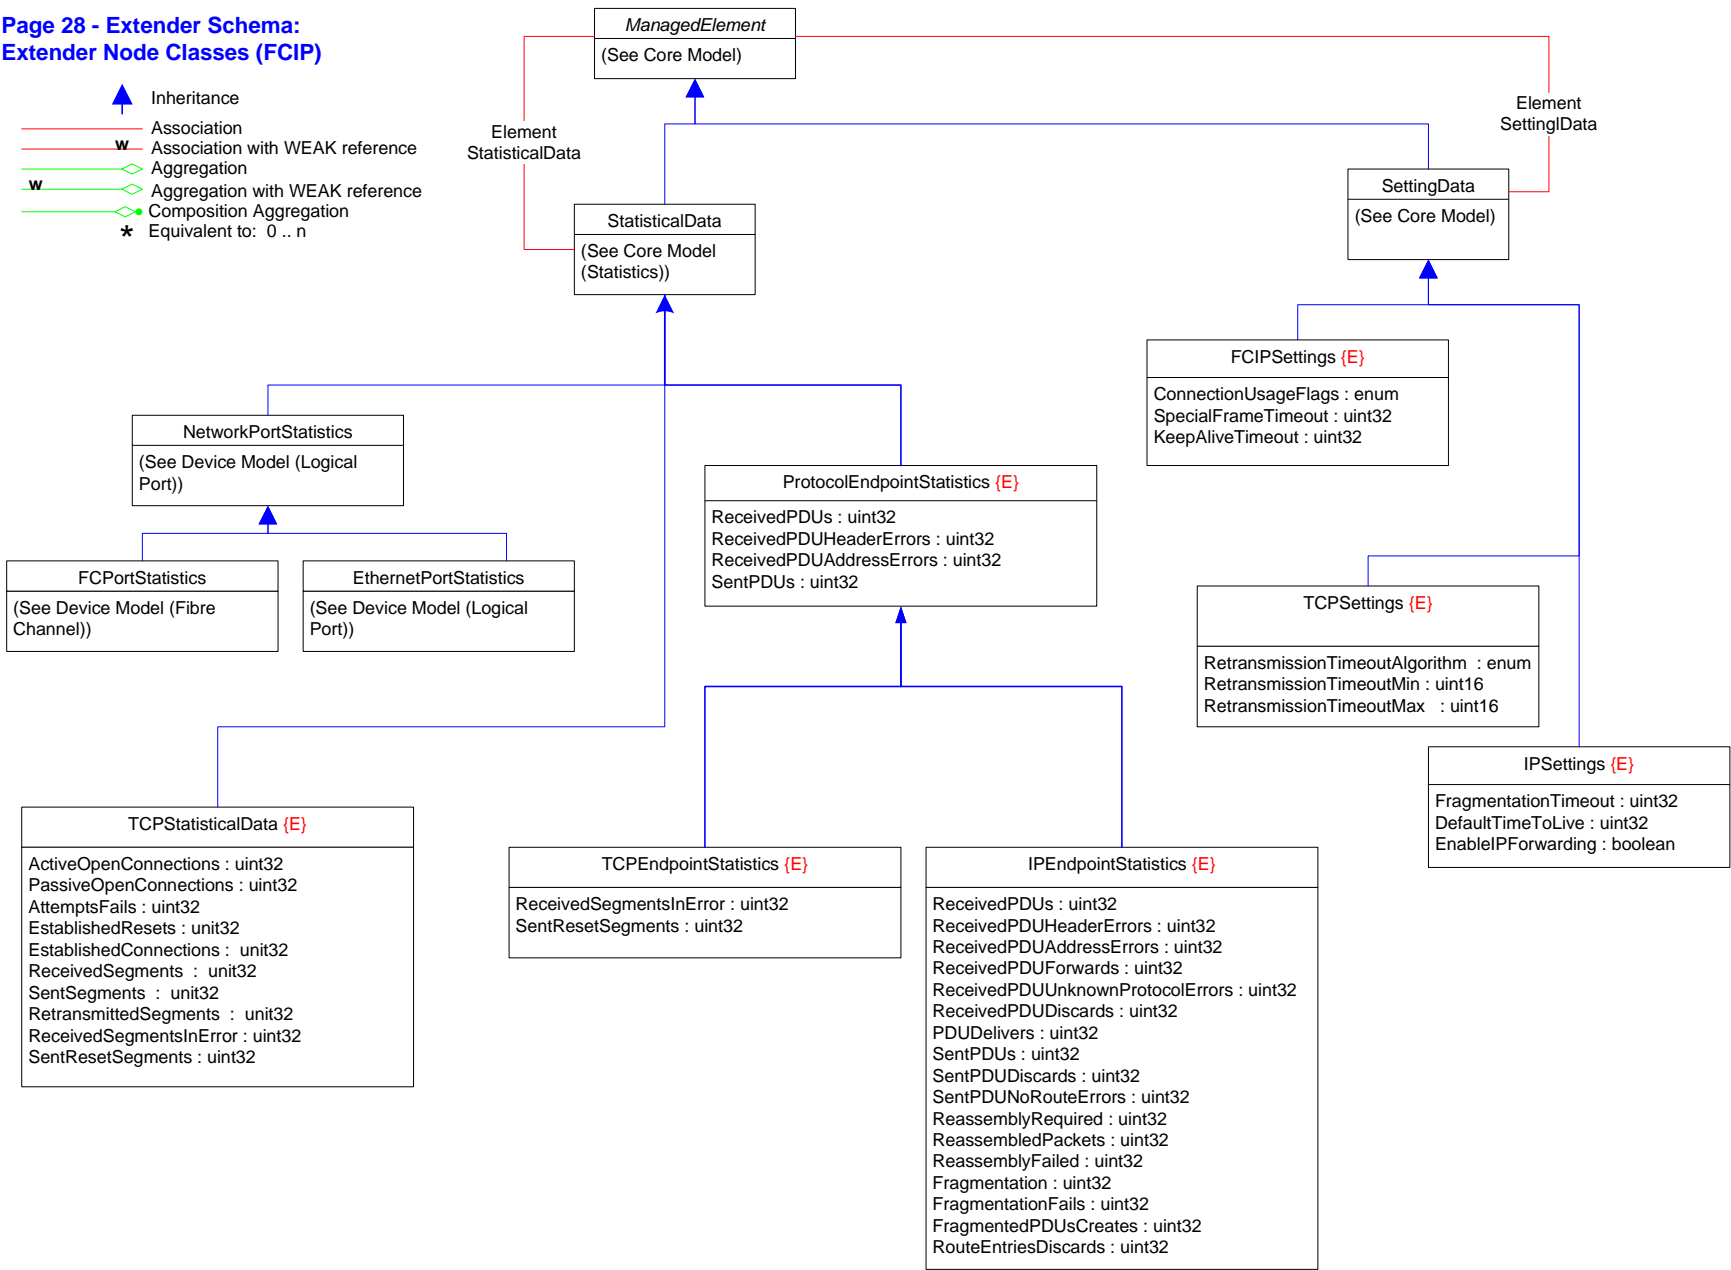 Page 28 - Extender Schema:
Extender Node Classes (FCIP)
Inheritance
Association
w Association with WEAK reference
Aggregation
w Aggregation with WEAK reference
Composition Aggregation
* Equivalent to: 0 .. n
ManagedElement
(See Core Model)
Element
StatisticalData
Element
SettinglData
SettingData
(See Core Model)
StatisticalData
(See Core Model
(Statistics))
FCIPSettings {E}
ConnectionUsageFlags : enum
SpecialFrameTimeout : uint32
KeepAliveTimeout : uint32
NetworkPortStatistics
(See Device Model (Logical
Port))
ProtocolEndpointStatistics {E}
ReceivedPDUs : uint32
ReceivedPDUHeaderErrors : uint32
ReceivedPDUAddressErrors : uint32
SentPDUs : uint32
FCPortStatistics
(See Device Model (Fibre
Channel))
EthernetPortStatistics
(See Device Model (Logical
Port))
TCPSettings {E}
RetransmissionTimeoutAlgorithm : enum
RetransmissionTimeoutMin : uint16
RetransmissionTimeoutMax : uint16
IPSettings {E}
FragmentationTimeout : uint32
DefaultTimeToLive : uint32
EnableIPForwarding : boolean
TCPStatisticalData {E}
ActiveOpenConnections : uint32
PassiveOpenConnections : uint32
AttemptsFails : uint32
EstablishedResets : unit32
EstablishedConnections : unit32
ReceivedSegments : unit32
SentSegments : unit32
RetransmittedSegments : unit32
ReceivedSegmentsInError : uint32
SentResetSegments : uint32
TCPEndpointStatistics {E}
ReceivedSegmentsInError : uint32
SentResetSegments : uint32
IPEndpointStatistics {E}
ReceivedPDUs : uint32
ReceivedPDUHeaderErrors : uint32
ReceivedPDUAddressErrors : uint32
ReceivedPDUForwards : uint32
ReceivedPDUUnknownProtocolErrors : uint32
ReceivedPDUDiscards : uint32
PDUDelivers : uint32
SentPDUs : uint32
SentPDUDiscards : uint32
SentPDUNoRouteErrors : uint32
ReassemblyRequired : uint32
ReassembledPackets : uint32
ReassemblyFailed : uint32
Fragmentation : uint32
FragmentationFails : uint32
FragmentedPDUsCreates : uint32
RouteEntriesDiscards : uint32